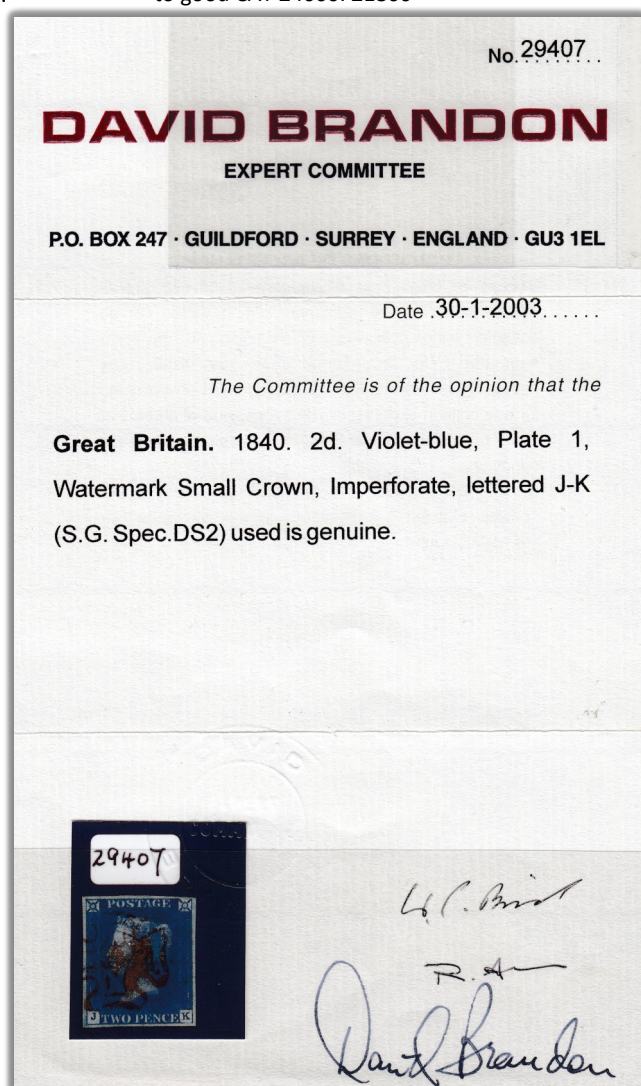 No. 29407
DAVID BRANDON
EXPERT COMMITTEE
P.O. BOX 247 · GUILDFORD · SURREY · ENGLAND · GU3 1EL
Date 30-1-2003
The Committee is of the opinion that the
Great Britain. 1840. 2d. Violet-blue, Plate 1,
Watermark Small Crown, Imperforate, lettered J-K
(S.G. Spec.DS2) used is genuine.
DAVID
29407
POSTAGE
J TWO PENCE K
David Brandon